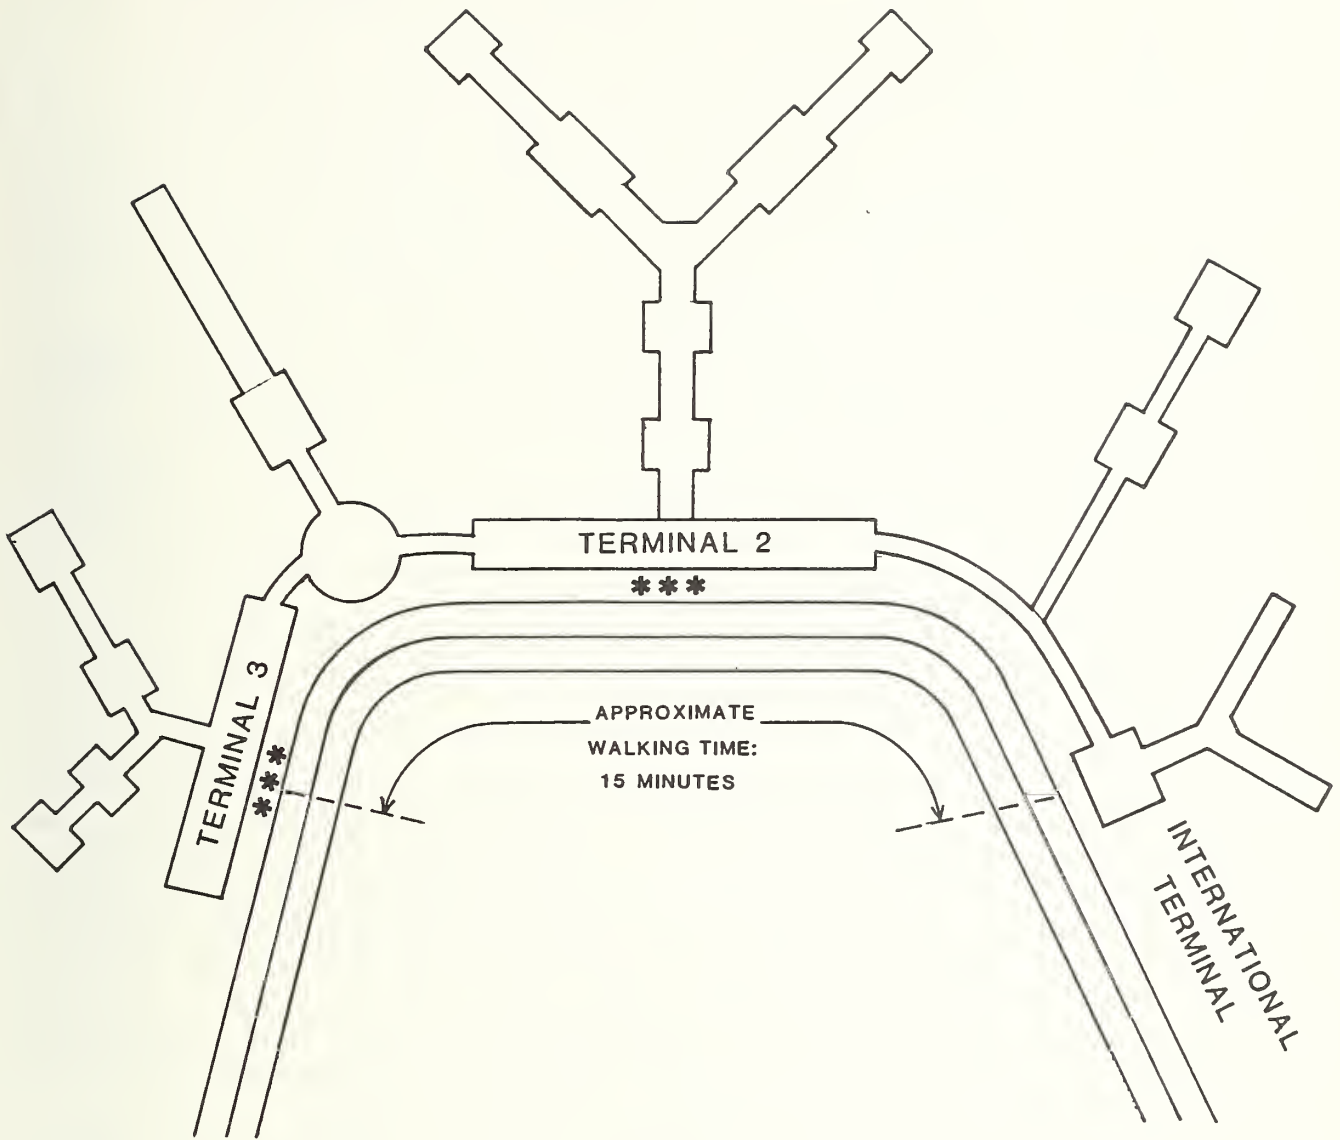 TERMINAL 2
***
TERMINAL 3
***
APPROXIMATE
WALKING TIME:
15 MINUTES
INTERNATIONAL
TERMINAL